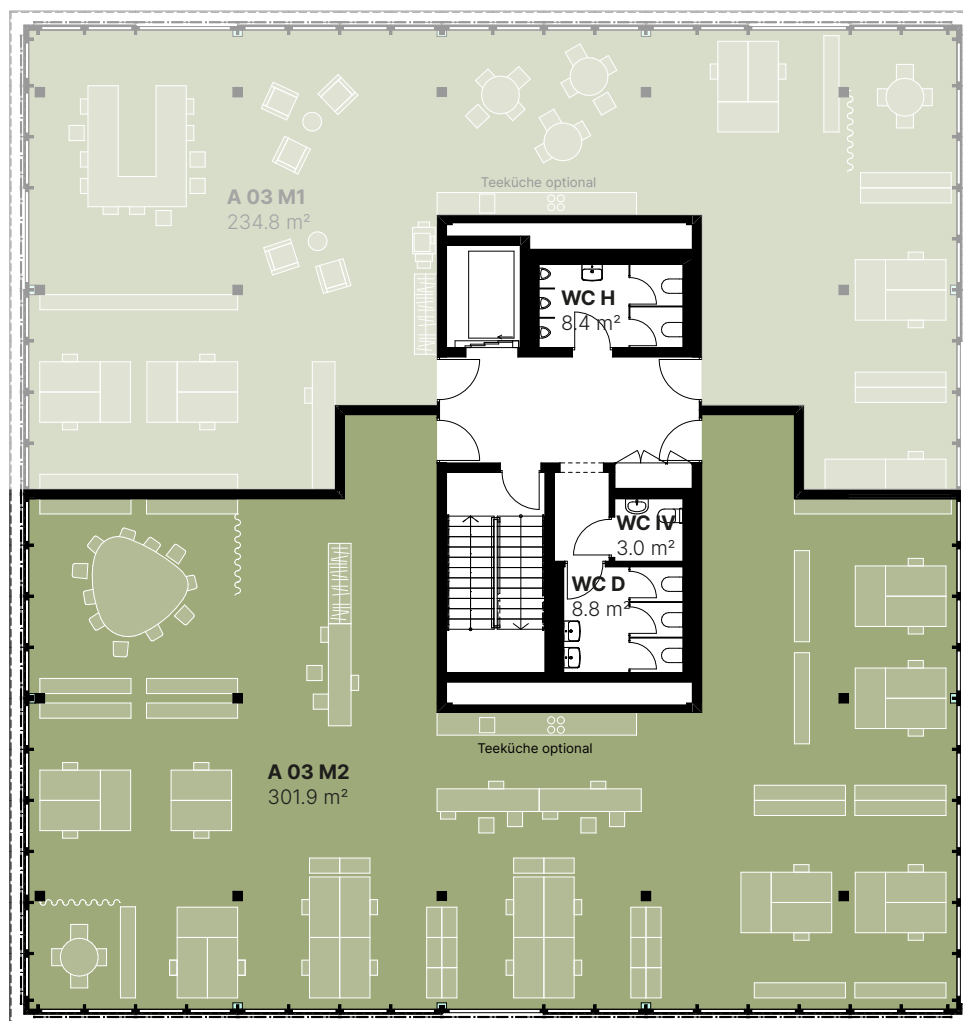 Teeküche optional
A 03 M1
234.8 m²
WC H
8.4 m²
WC IV
3.0 m²
WC D
8.8 m²
Teeküche optional
A 03 M2
301.9 m²